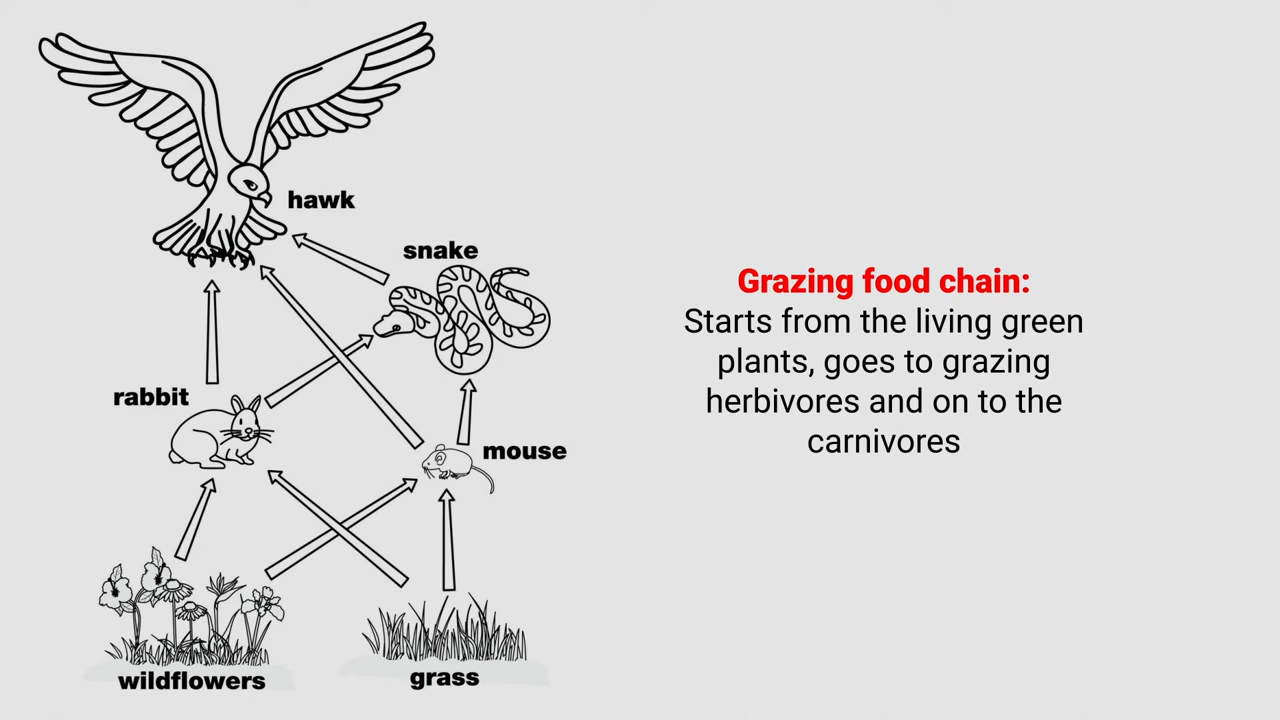 hawk
snake
rabbit
mouse
wildflowers
grass
Grazing food chain:
Starts from the living green
plants, goes to grazing
herbivores and on to the
carnivores